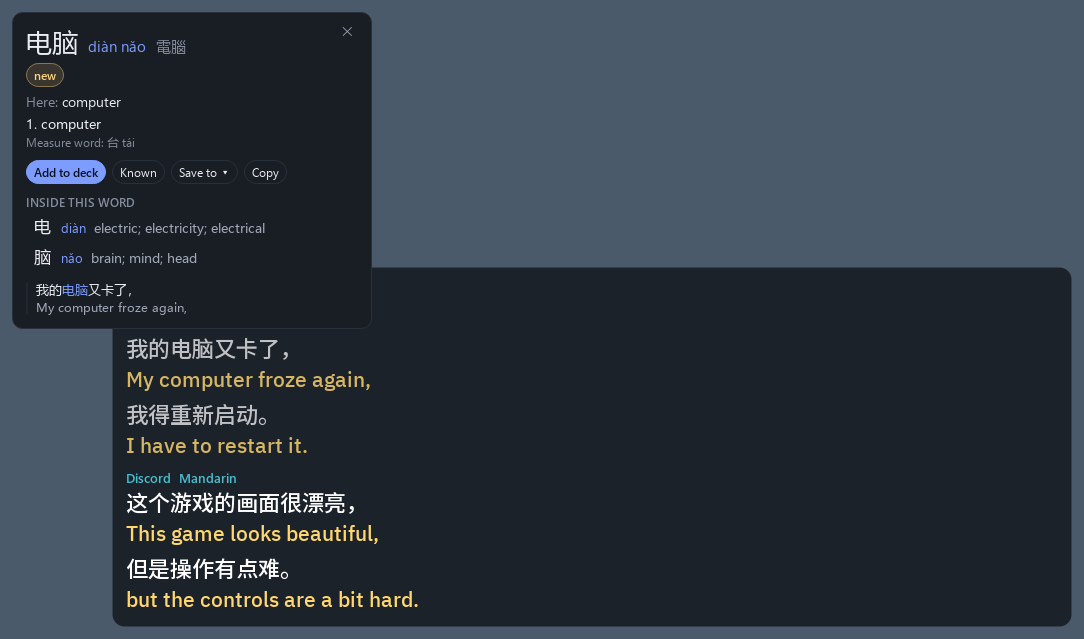 电脑 diàn nǎo 電腦
new
Here: computer
1. computer
Measure word: 台 tái
Add to deck Known Save to ▾ Copy
INSIDE THIS WORD
电 diàn electric; electricity; electrical
脑 nǎo brain; mind; head
我的电脑又卡了，
My computer froze again,
我的电脑又卡了，
My computer froze again,
我得重新启动。
I have to restart it.
Discord Mandarin
这个游戏的画面很漂亮，
This game looks beautiful,
但是操作有点难。
but the controls are a bit hard.